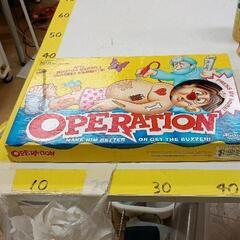 60
50
40
OPERATION
MAKE HIM BETTER OR GET THE BUZZER!
OPERATION
10
30
40